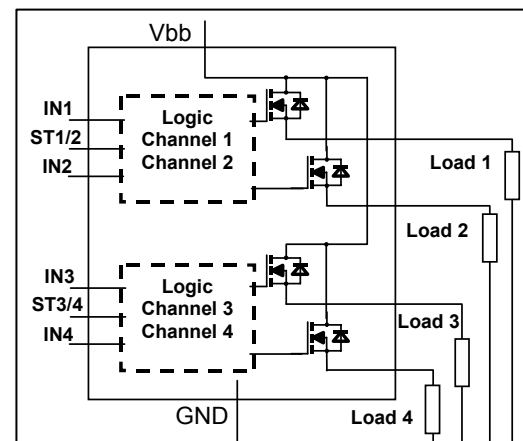 Vbb
IN1
ST1/2
IN2
Logic
Channel 1
Channel 2
Load 1
Load 2
IN3
ST3/4
IN4
Logic
Channel 3
Channel 4
Load 3
GND
Load 4